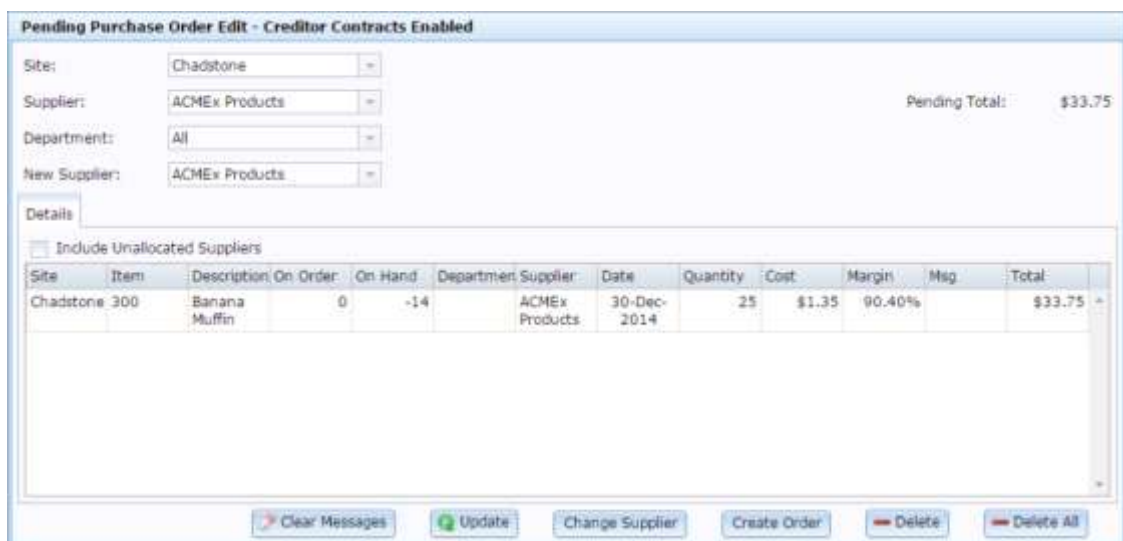 Pending Purchase Order Edit - Creditor Contracts Enabled
Site: Chadstone
Supplier: ACMEx Products Pending Total: $33.75
Department: All
New Supplier: ACMEx Products
Details
Include Unallocated Suppliers
Site Item Description On Order On Hand Departmen Supplier Date Quantity Cost Margin Msg Total
Chadstone 300 Banana 0 -14 ACMEx 30-Dec- 25 $1.35 90.40% $33.75
Muffin Products 2014
Clear Messages Update Change Supplier Create Order Delete Delete All